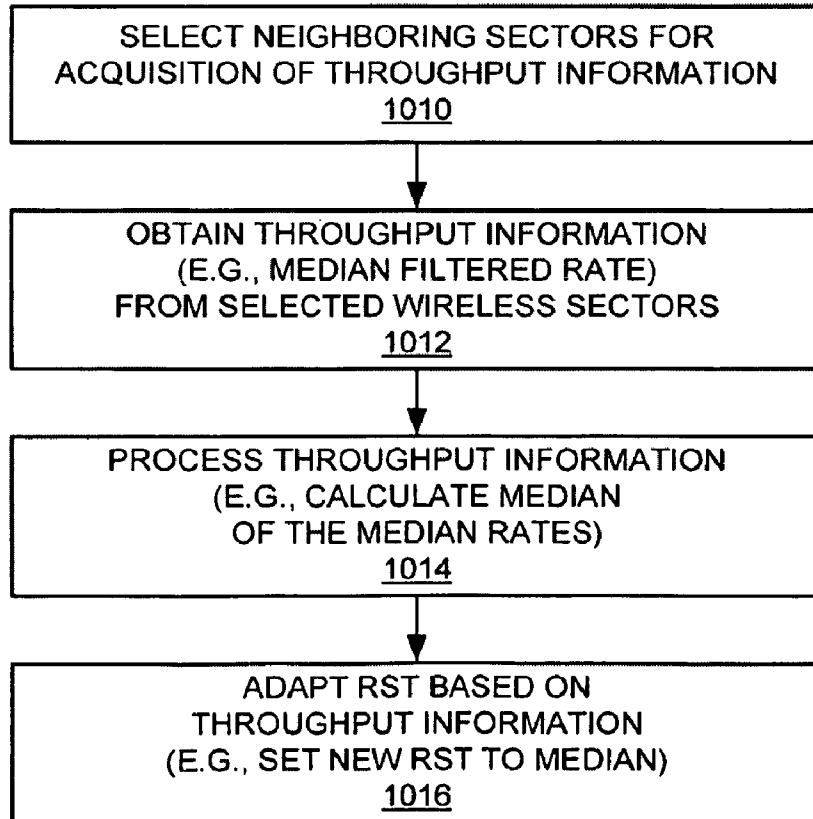 SELECT NEIGHBORING SECTORS FOR
ACQUISITION OF THROUGHPUT INFORMATION
1010
OBTAIN THROUGHPUT INFORMATION
(E.G., MEDIAN FILTERED RATE)
FROM SELECTED WIRELESS SECTORS
1012
PROCESS THROUGHPUT INFORMATION
(E.G., CALCULATE MEDIAN
OF THE MEDIAN RATES)
1014
ADAPT RST BASED ON
THROUGHPUT INFORMATION
(E.G., SET NEW RST TO MEDIAN)
1016